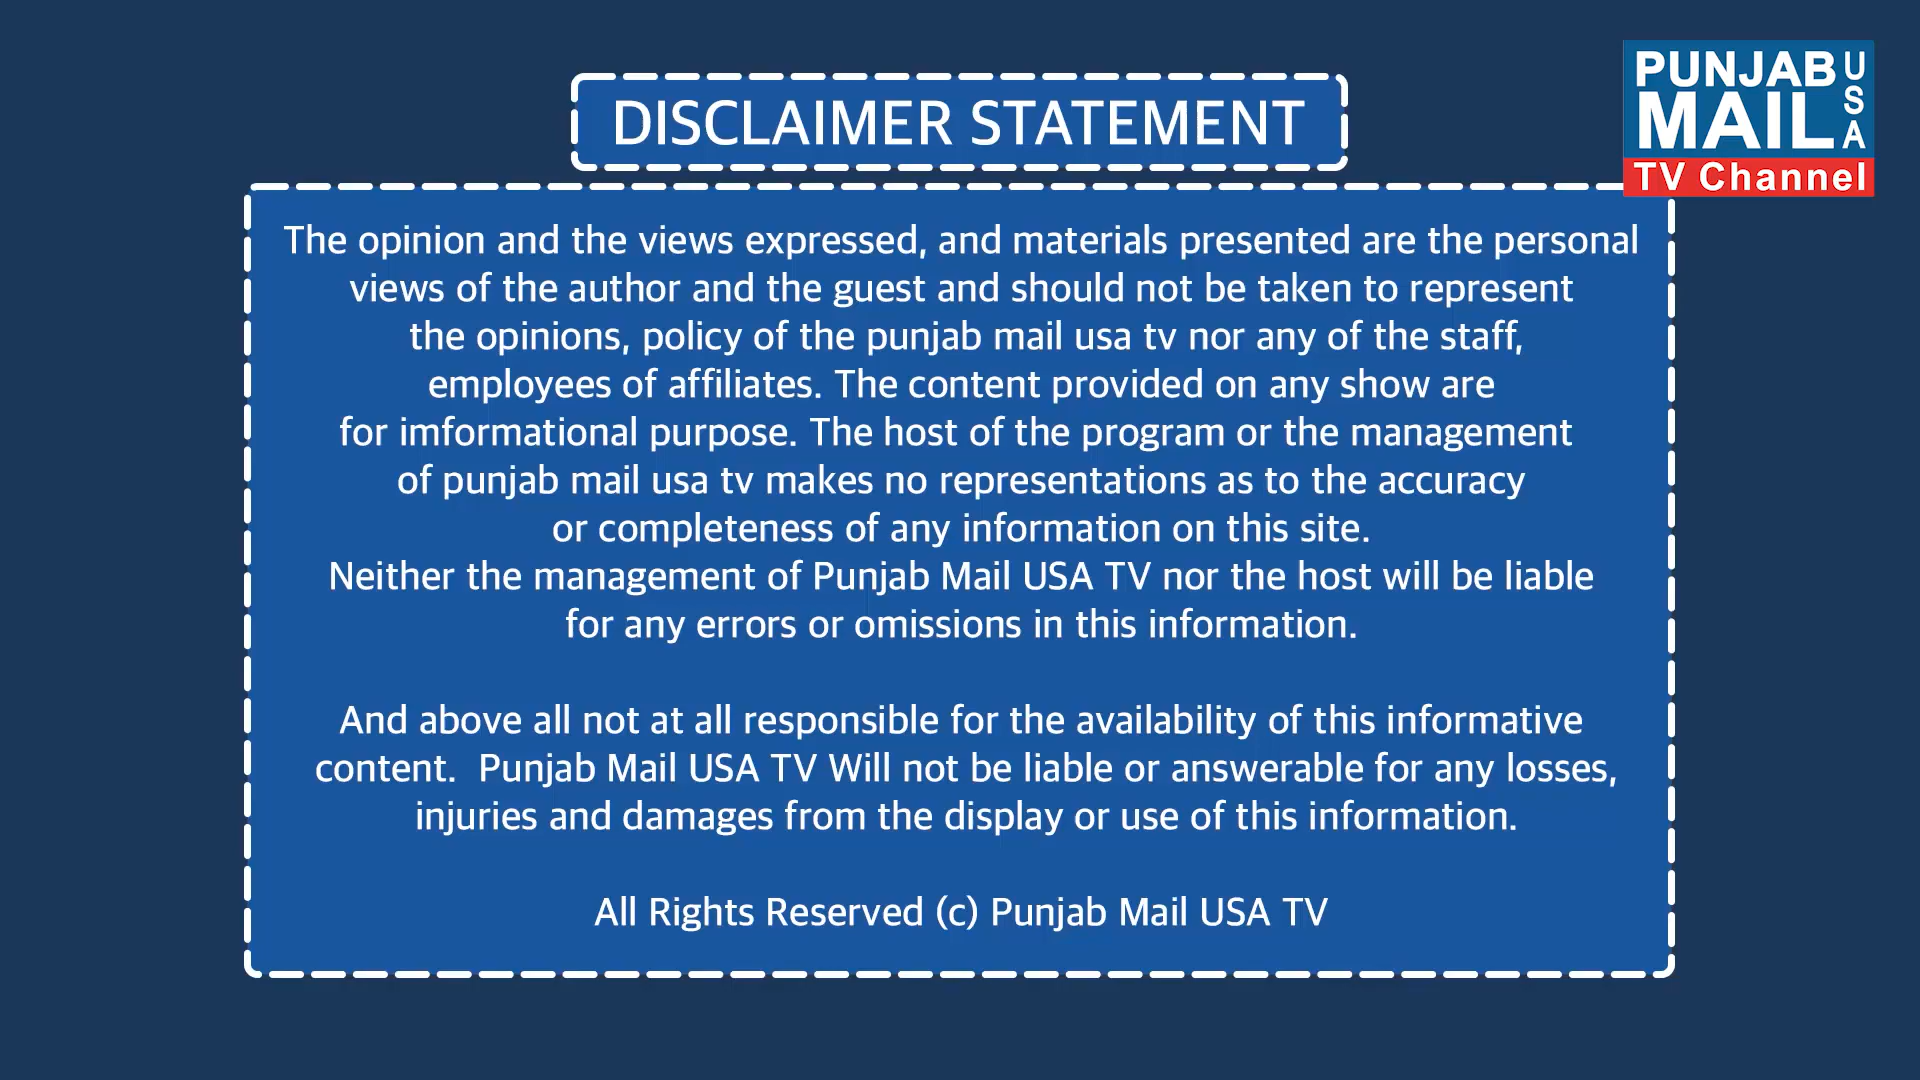 DISCLAIMER STATEMENT
PUNJAB USA
MAIL
TV Channel
The opinion and the views expressed, and materials presented are the personal
views of the author and the guest and should not be taken to represent
the opinions, policy of the punjab mail usa tv nor any of the staff,
employees of affiliates. The content provided on any show are
for imformational purpose. The host of the program or the management
of punjab mail usa tv makes no representations as to the accuracy
or completeness of any information on this site.
Neither the management of Punjab Mail USA TV nor the host will be liable
for any errors or omissions in this information.
And above all not at all responsible for the availability of this informative
content.  Punjab Mail USA TV Will not be liable or answerable for any losses,
injuries and damages from the display or use of this information.
All Rights Reserved (c) Punjab Mail USA TV